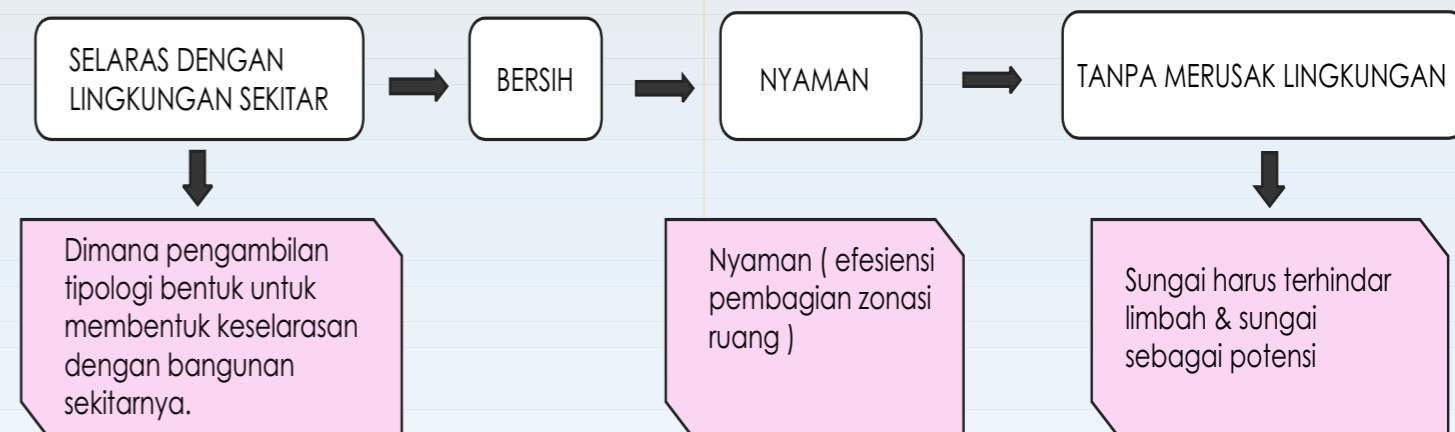 SELARAS DENGAN
LINGKUNGAN SEKITAR
BERSIH
NYAMAN
TANPA MERUSAK LINGKUNGAN
Dimana pengambilan
tipologi bentuk untuk
membentuk keselarasan
dengan bangunan
sekitarnya.
Nyaman ( efesiensi
pembagian zonasi
ruang )
Sungai harus terhindar
limbah & sungai
sebagai potensi